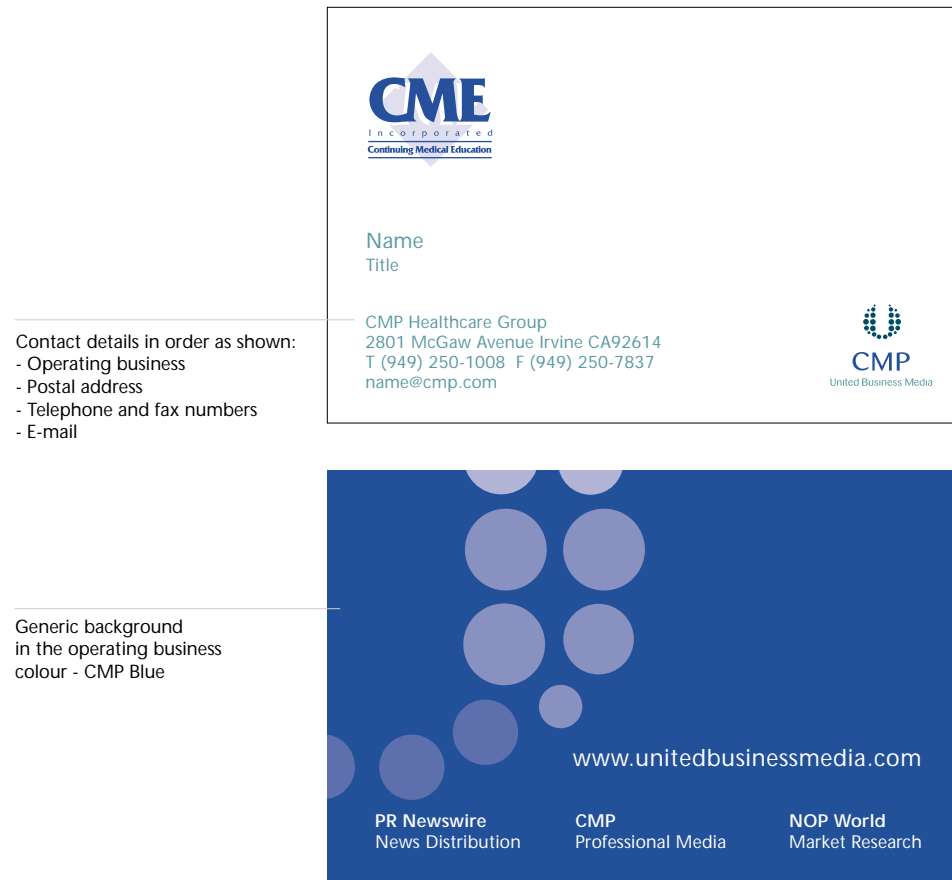 CME
Incorporated
Continuing Medical Education
Name
Title
CMP Healthcare Group
2801 McGaw Avenue Irvine CA92614
T (949) 250-1008  F (949) 250-7837
name@cmp.com
CMP
United Business Media
Contact details in order as shown:
- Operating business
- Postal address
- Telephone and fax numbers
- E-mail
Generic background
in the operating business
colour - CMP Blue
www.unitedbusinessmedia.com
PR Newswire
News Distribution
CMP
Professional Media
NOP World
Market Research